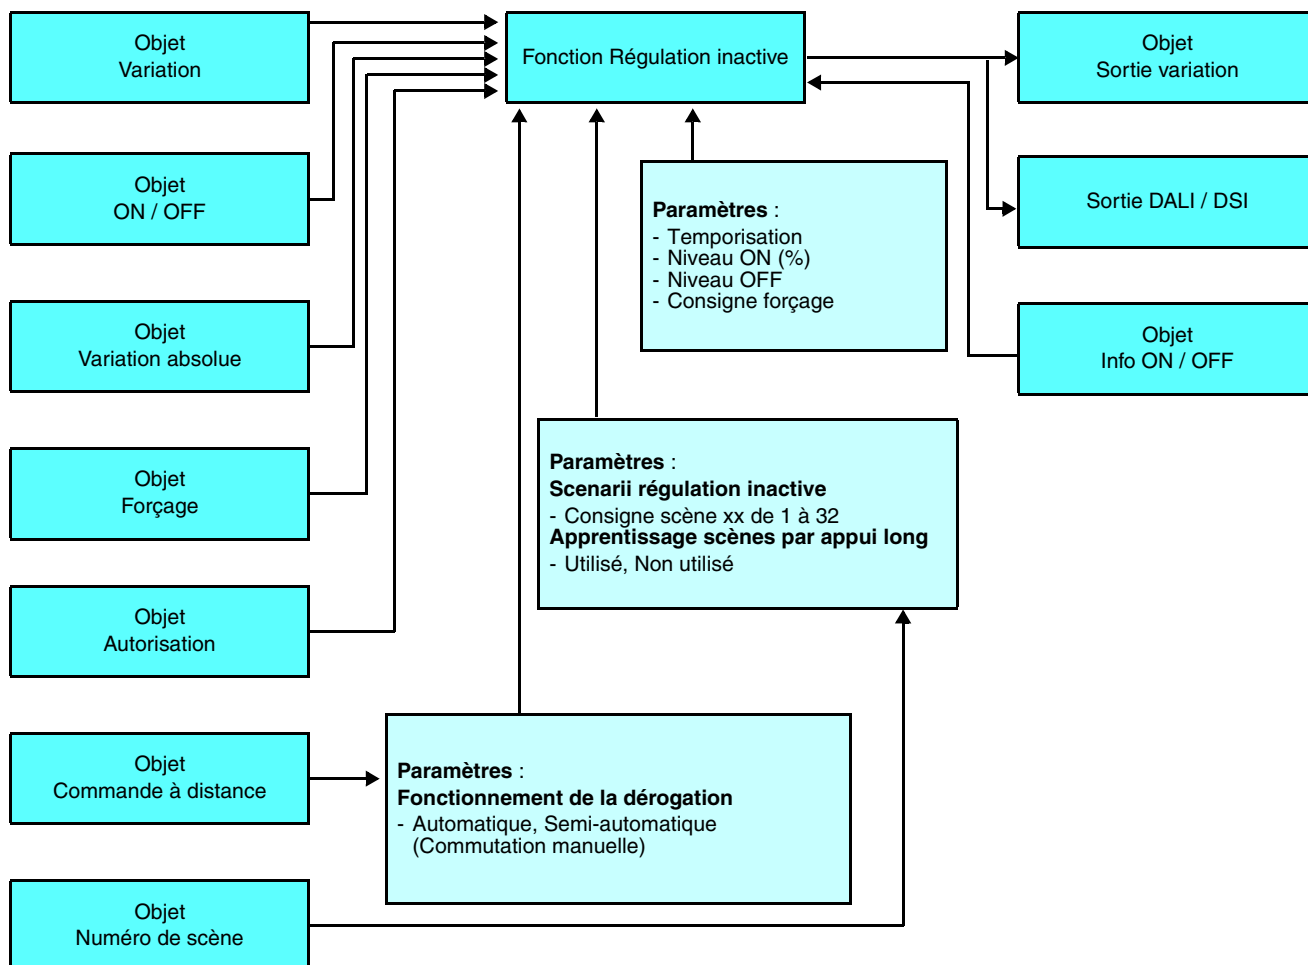 Objet
Variation
Fonction Régulation inactive
Objet
Sortie variation
Objet
ON / OFF
Paramètres :
- Temporisation
- Niveau ON (%)
- Niveau OFF
- Consigne forçage
Sortie DALI / DSI
Objet
Variation absolue
Objet
Info ON / OFF
Objet
Forçage
Paramètres :
Scenarii régulation inactive
- Consigne scène xx de 1 à 32
Apprentissage scènes par appui long
- Utilisé, Non utilisé
Objet
Autorisation
Objet
Commande à distance
Paramètres :
Fonctionnement de la dérogation
- Automatique, Semi-automatique
(Commutation manuelle)
Objet
Numéro de scène